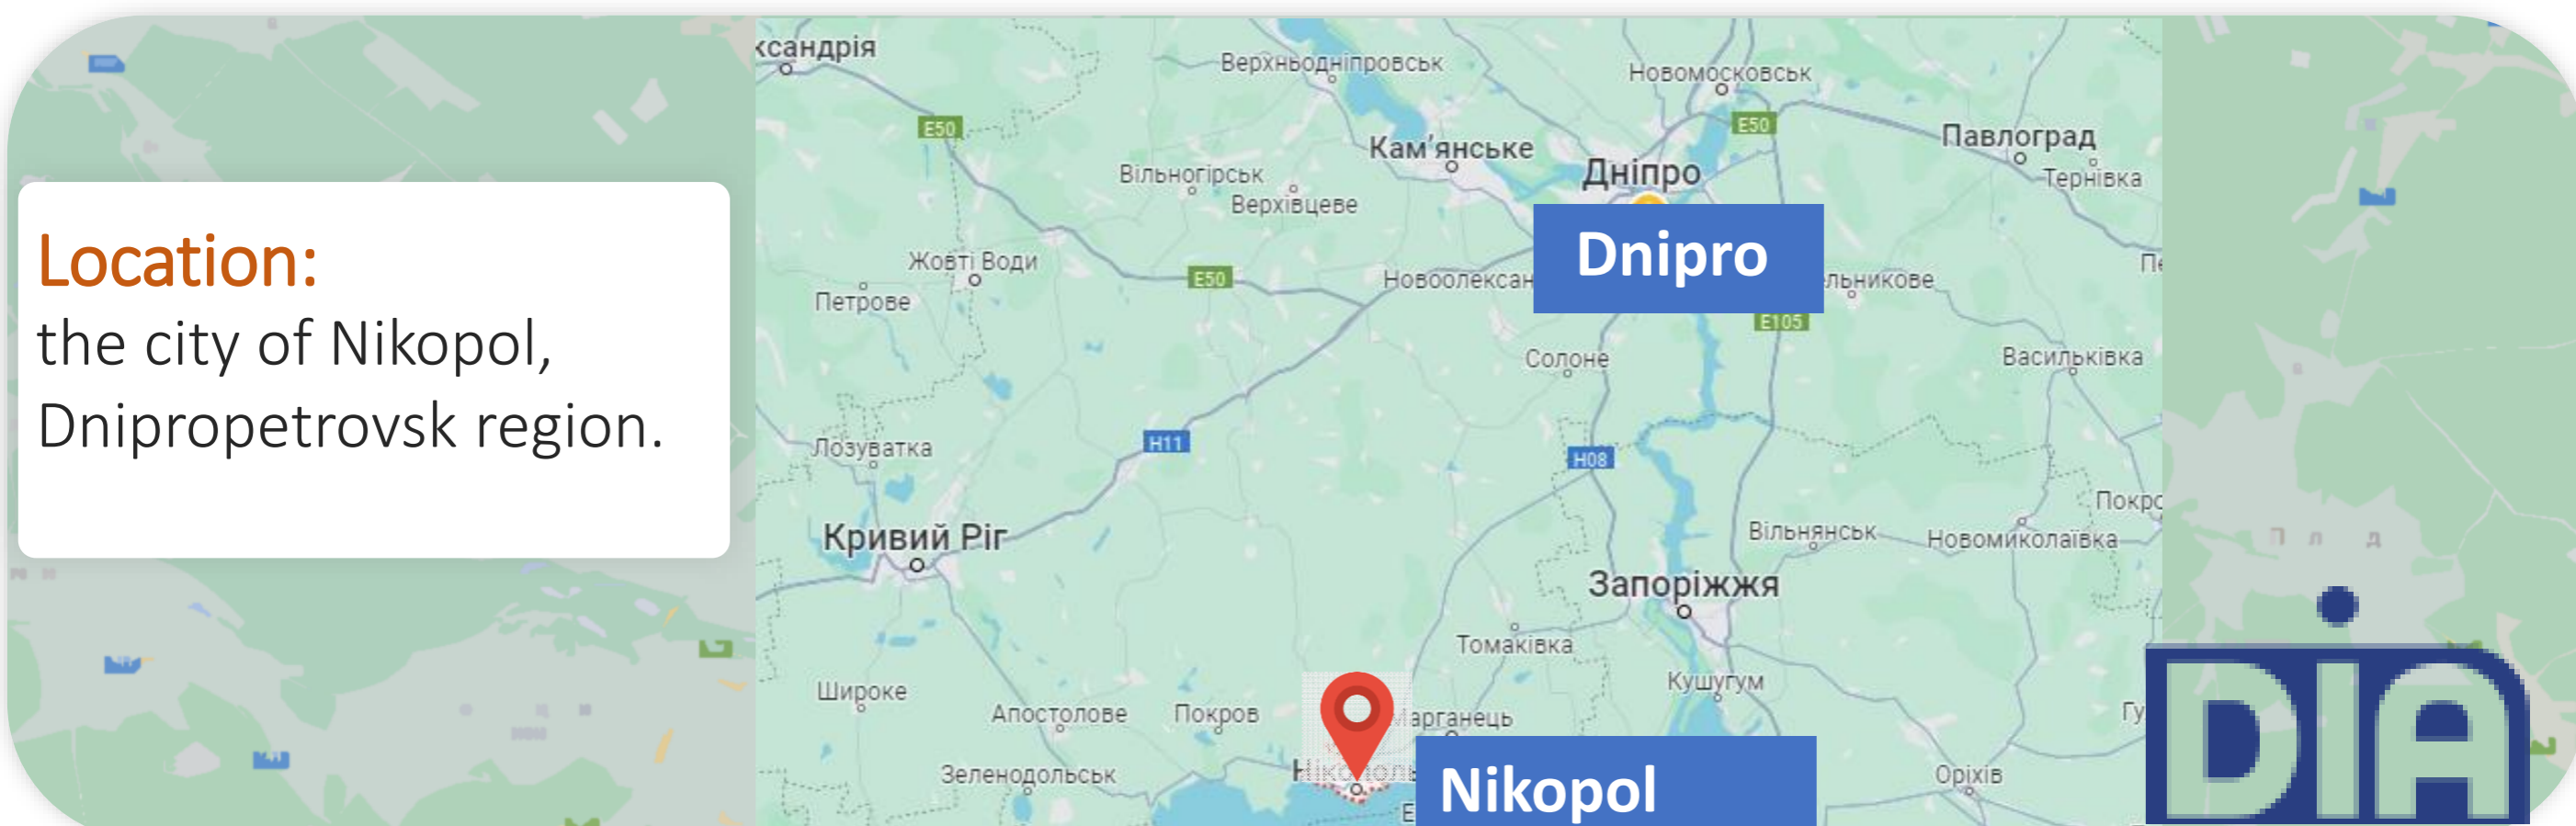 Location:
the city of Nikopol,
Dnipropetrovsk region.
Верхньодніпровськ
Новомосковськ
E50
E50
Павлоград
Кам'янське
Дніпро
Вільногірськ
Тернівка
Верхівцеве
Dnipro
Жовті Води
E50
Петрове
E105
Солоне
Васильківка
Лозуватка
H11
H08
Кривий Ріг
Вільнянськ
Новомиколаївка
Запоріжжя
Томаківка
Широке
Кушугум
Апостолове
Покров
Зеленодольськ
Nikopol
Оріхів
DIA